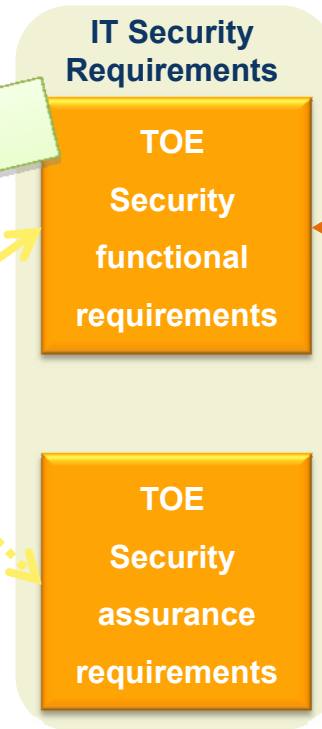 IT Security
Requirements
TOE
Security
functional
requirements
TOE
Security
assurance
requirements